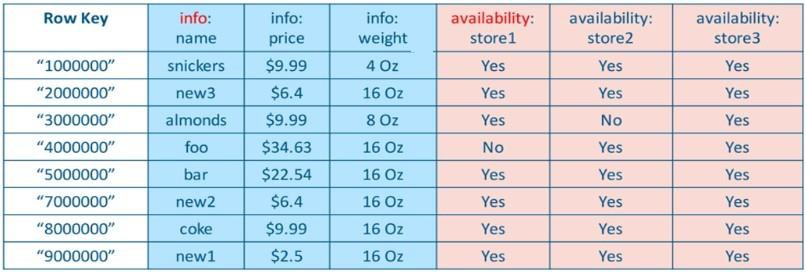 Row Key info: name info: price info: weight availability: store1 availability: store2 availability: store3
“1000000” snickers $9.99 4 Oz Yes Yes Yes
“2000000” new3 $6.4 16 Oz Yes Yes Yes
“3000000” almonds $9.99 8 Oz Yes No Yes
“4000000” foo $34.63 16 Oz No Yes Yes
“5000000” bar $22.54 16 Oz Yes Yes Yes
“7000000” new2 $6.4 16 Oz Yes Yes Yes
“8000000” coke $9.99 16 Oz Yes Yes Yes
“9000000” new1 $2.5 16 Oz Yes Yes Yes